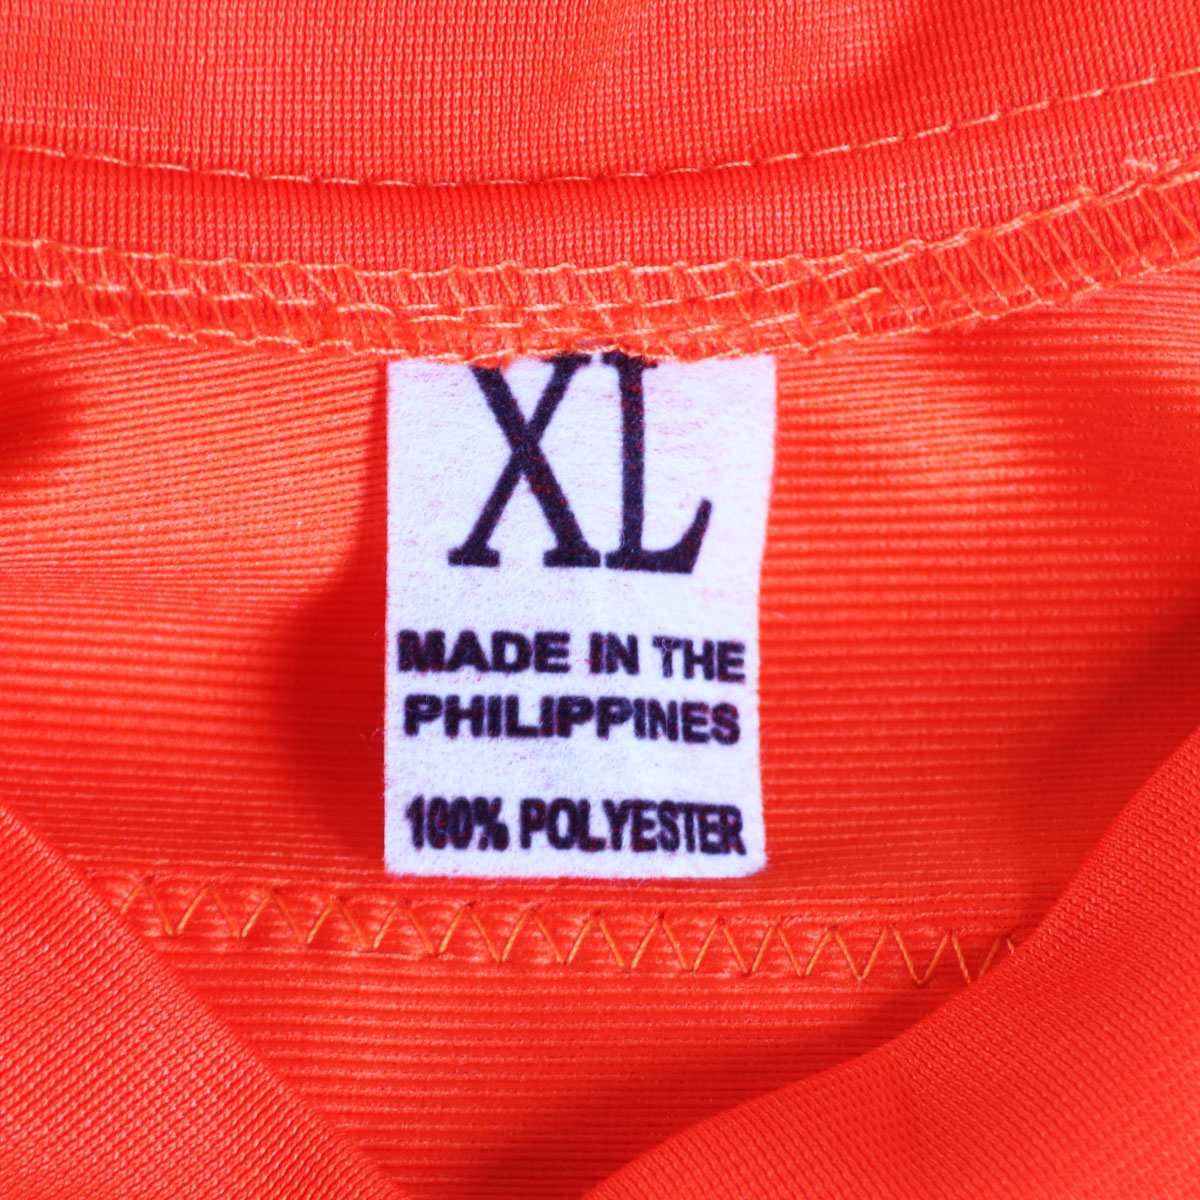 XL
MADE IN THE
PHILIPPINES
100% POLYESTER